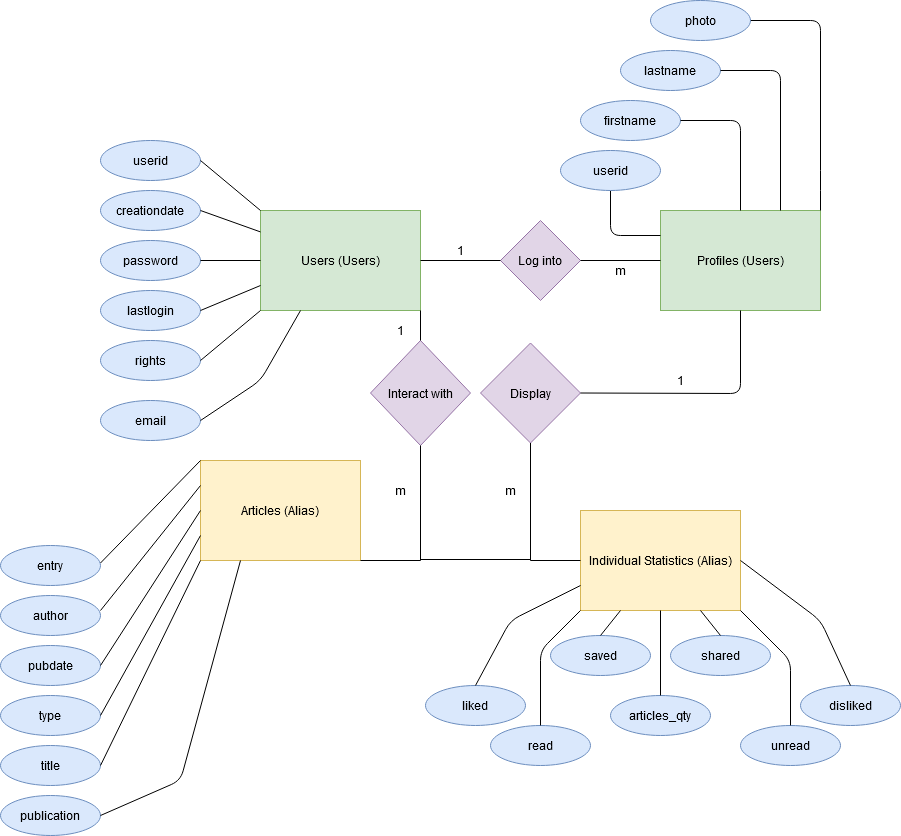 photo
lastname
firstname
userid
userid
creationdate
password
lastlogin
rights
email
Users (Users)
1
Log into
m
Profiles (Users)
1
Interact with
Display
1
m
m
Articles (Alias)
Individual Statistics (Alias)
entry
author
pubdate
type
title
publication
saved
shared
liked
articles_qty
disliked
read
unread